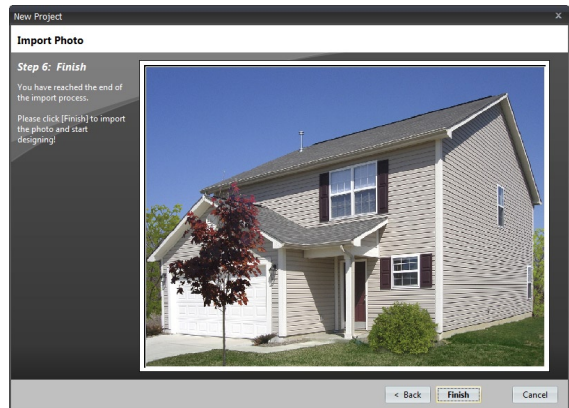 New Project
X
Import Photo
Step 6: Finish
You have reached the end of
the import process.
Please click [Finish] to import
the photo and start
designing!
< Back
Finish
Cancel